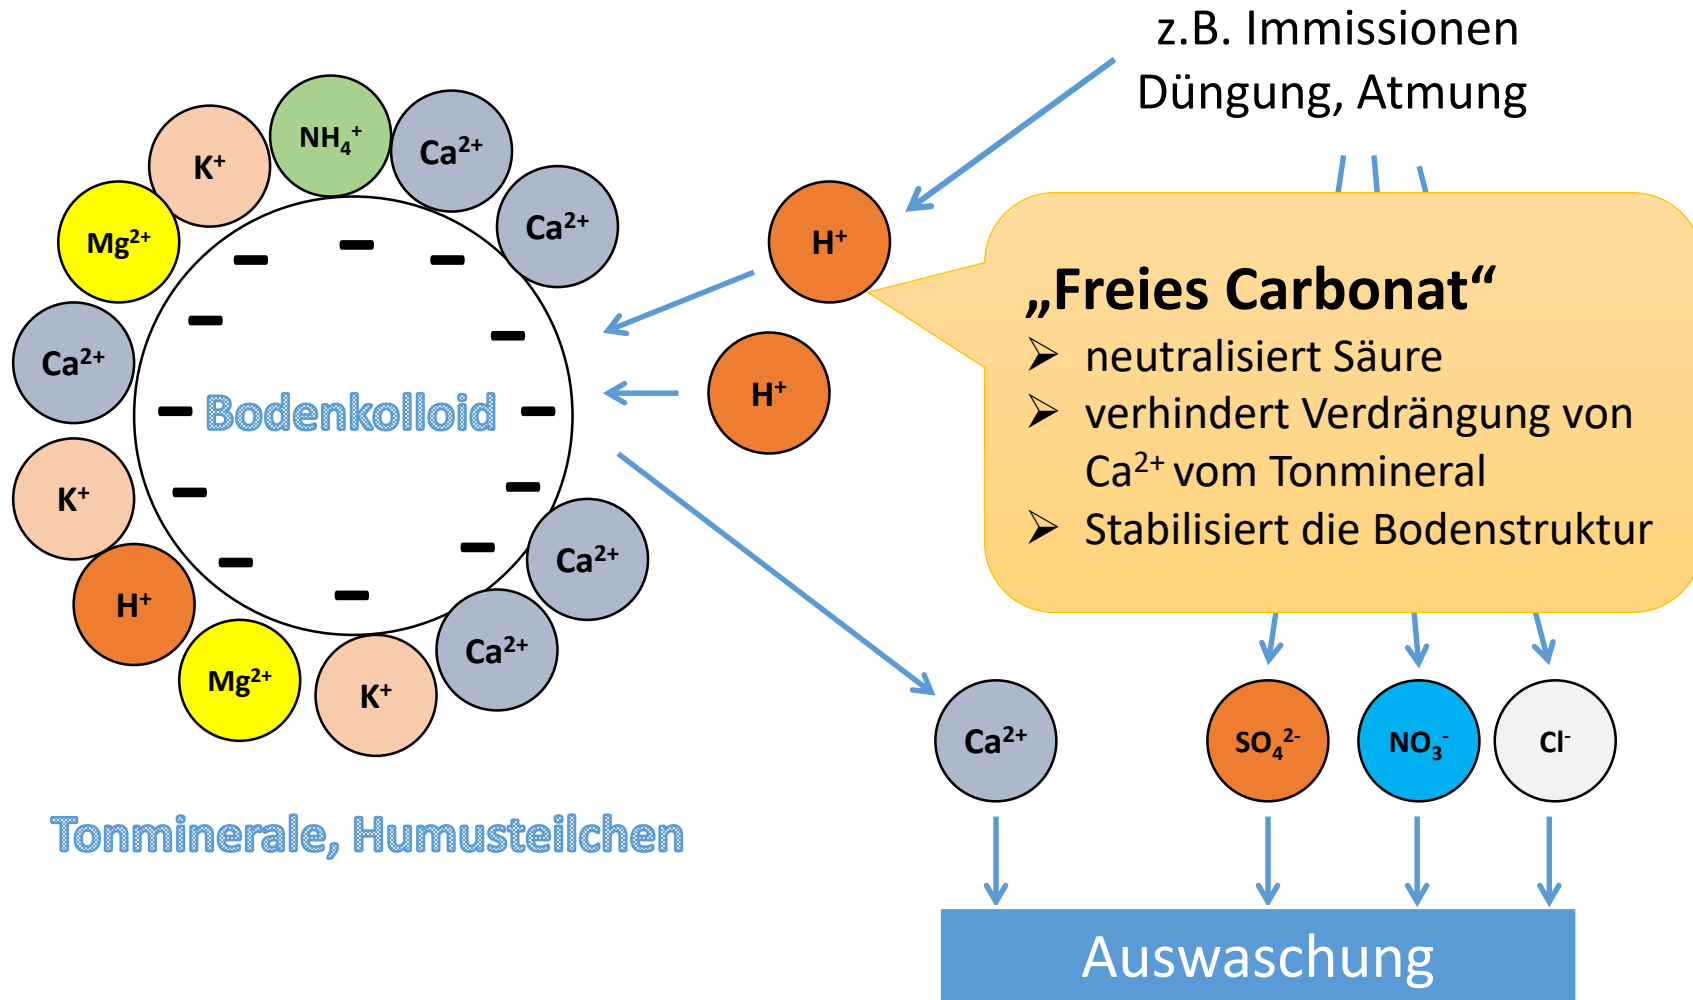 z.B. Immissionen
Düngung, Atmung
NH₄⁺
Ca²⁺
K⁺
Ca²⁺
Mg²⁺
H⁺
Ca²⁺
K⁺
H⁺
Mg²⁺
K⁺
Ca²⁺
Ca²⁺
Bodenkolloid
H⁺
„Freies Carbonat“
➢ neutralisiert Säure
➢ verhindert Verdrängung von
Ca²⁺ vom Tonmineral
➢ Stabilisiert die Bodenstruktur
Ca²⁺
SO₄²⁻
NO₃⁻
Cl⁻
Tonminerale, Humusteilchen
Auswaschung